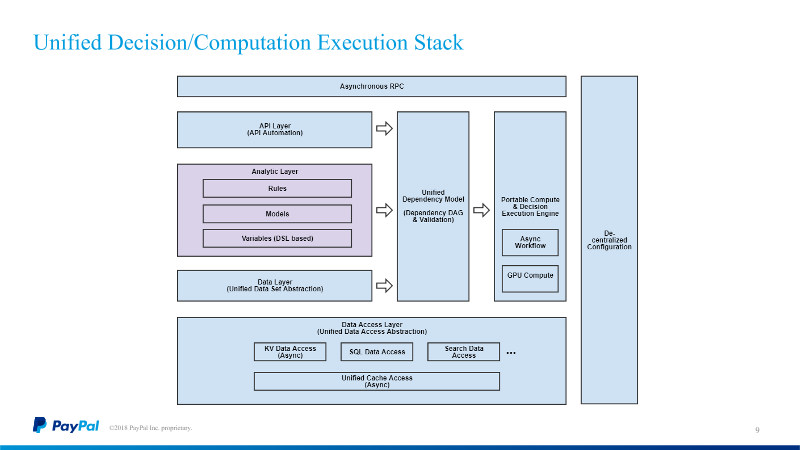 Unified Decision/Computation Execution Stack
Asynchronous RPC
API Layer
(API Automation)
Analytic Layer
Rules
Models
Variables (DSL based)
Data Layer
(Unified Data Set Abstraction)
Unified
Dependency Model
(Dependency DAG
& Validation)
Portable Compute
& Decision
Execution Engine
Async
Workflow
GPU Compute
De-
centralized
Configuration
Data Access Layer
(Unified Data Access Abstraction)
KV Data Access
(Async)
SQL Data Access
Search Data
Access
...
Unified Cache Access
(Async)
PayPal
©2018 PayPal Inc. proprietary.
9